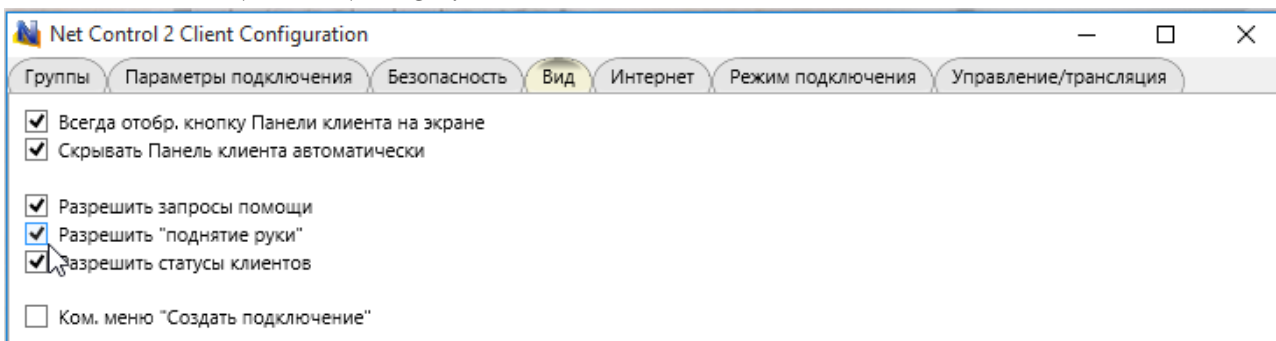 Net Control 2 Client Configuration
Группы Параметры подключения Безопасность Вид Интернет Режим подключения Управление/трансляция
Всегда отобр. кнопку Панели клиента на экране
Скрывать Панель клиента автоматически
Разрешить запросы помощи
Разрешить "поднятие руки"
Разрешить статусы клиентов
Ком. меню "Создать подключение"